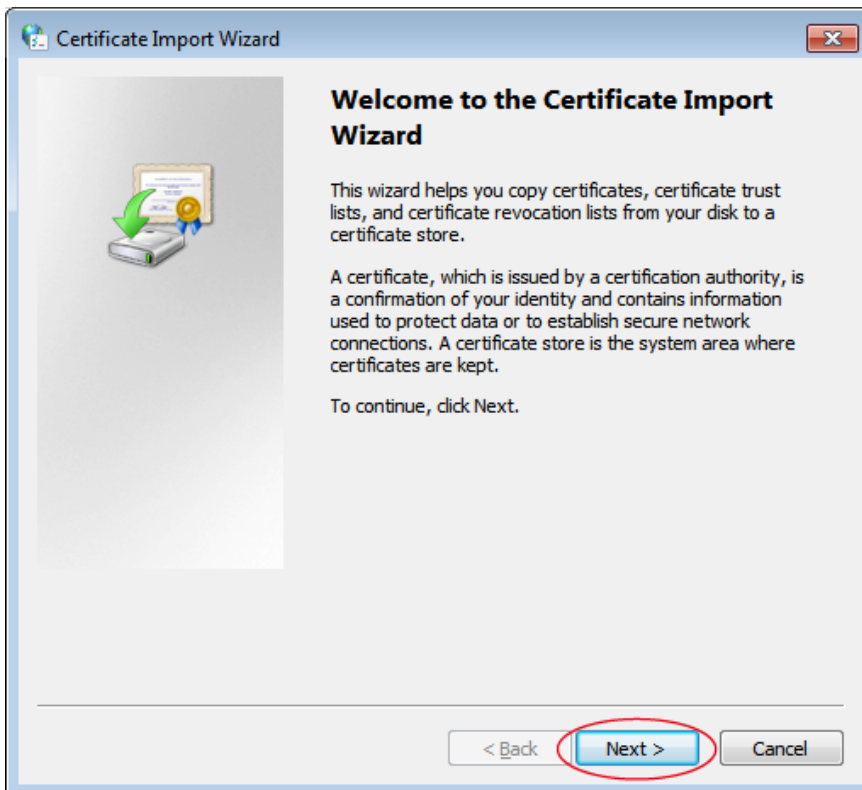 Certificate Import Wizard
Welcome to the Certificate Import
Wizard
This wizard helps you copy certificates, certificate trust
lists, and certificate revocation lists from your disk to a
certificate store.
A certificate, which is issued by a certification authority, is
a confirmation of your identity and contains information
used to protect data or to establish secure network
connections. A certificate store is the system area where
certificates are kept.
To continue, click Next.
< Back Next > Cancel